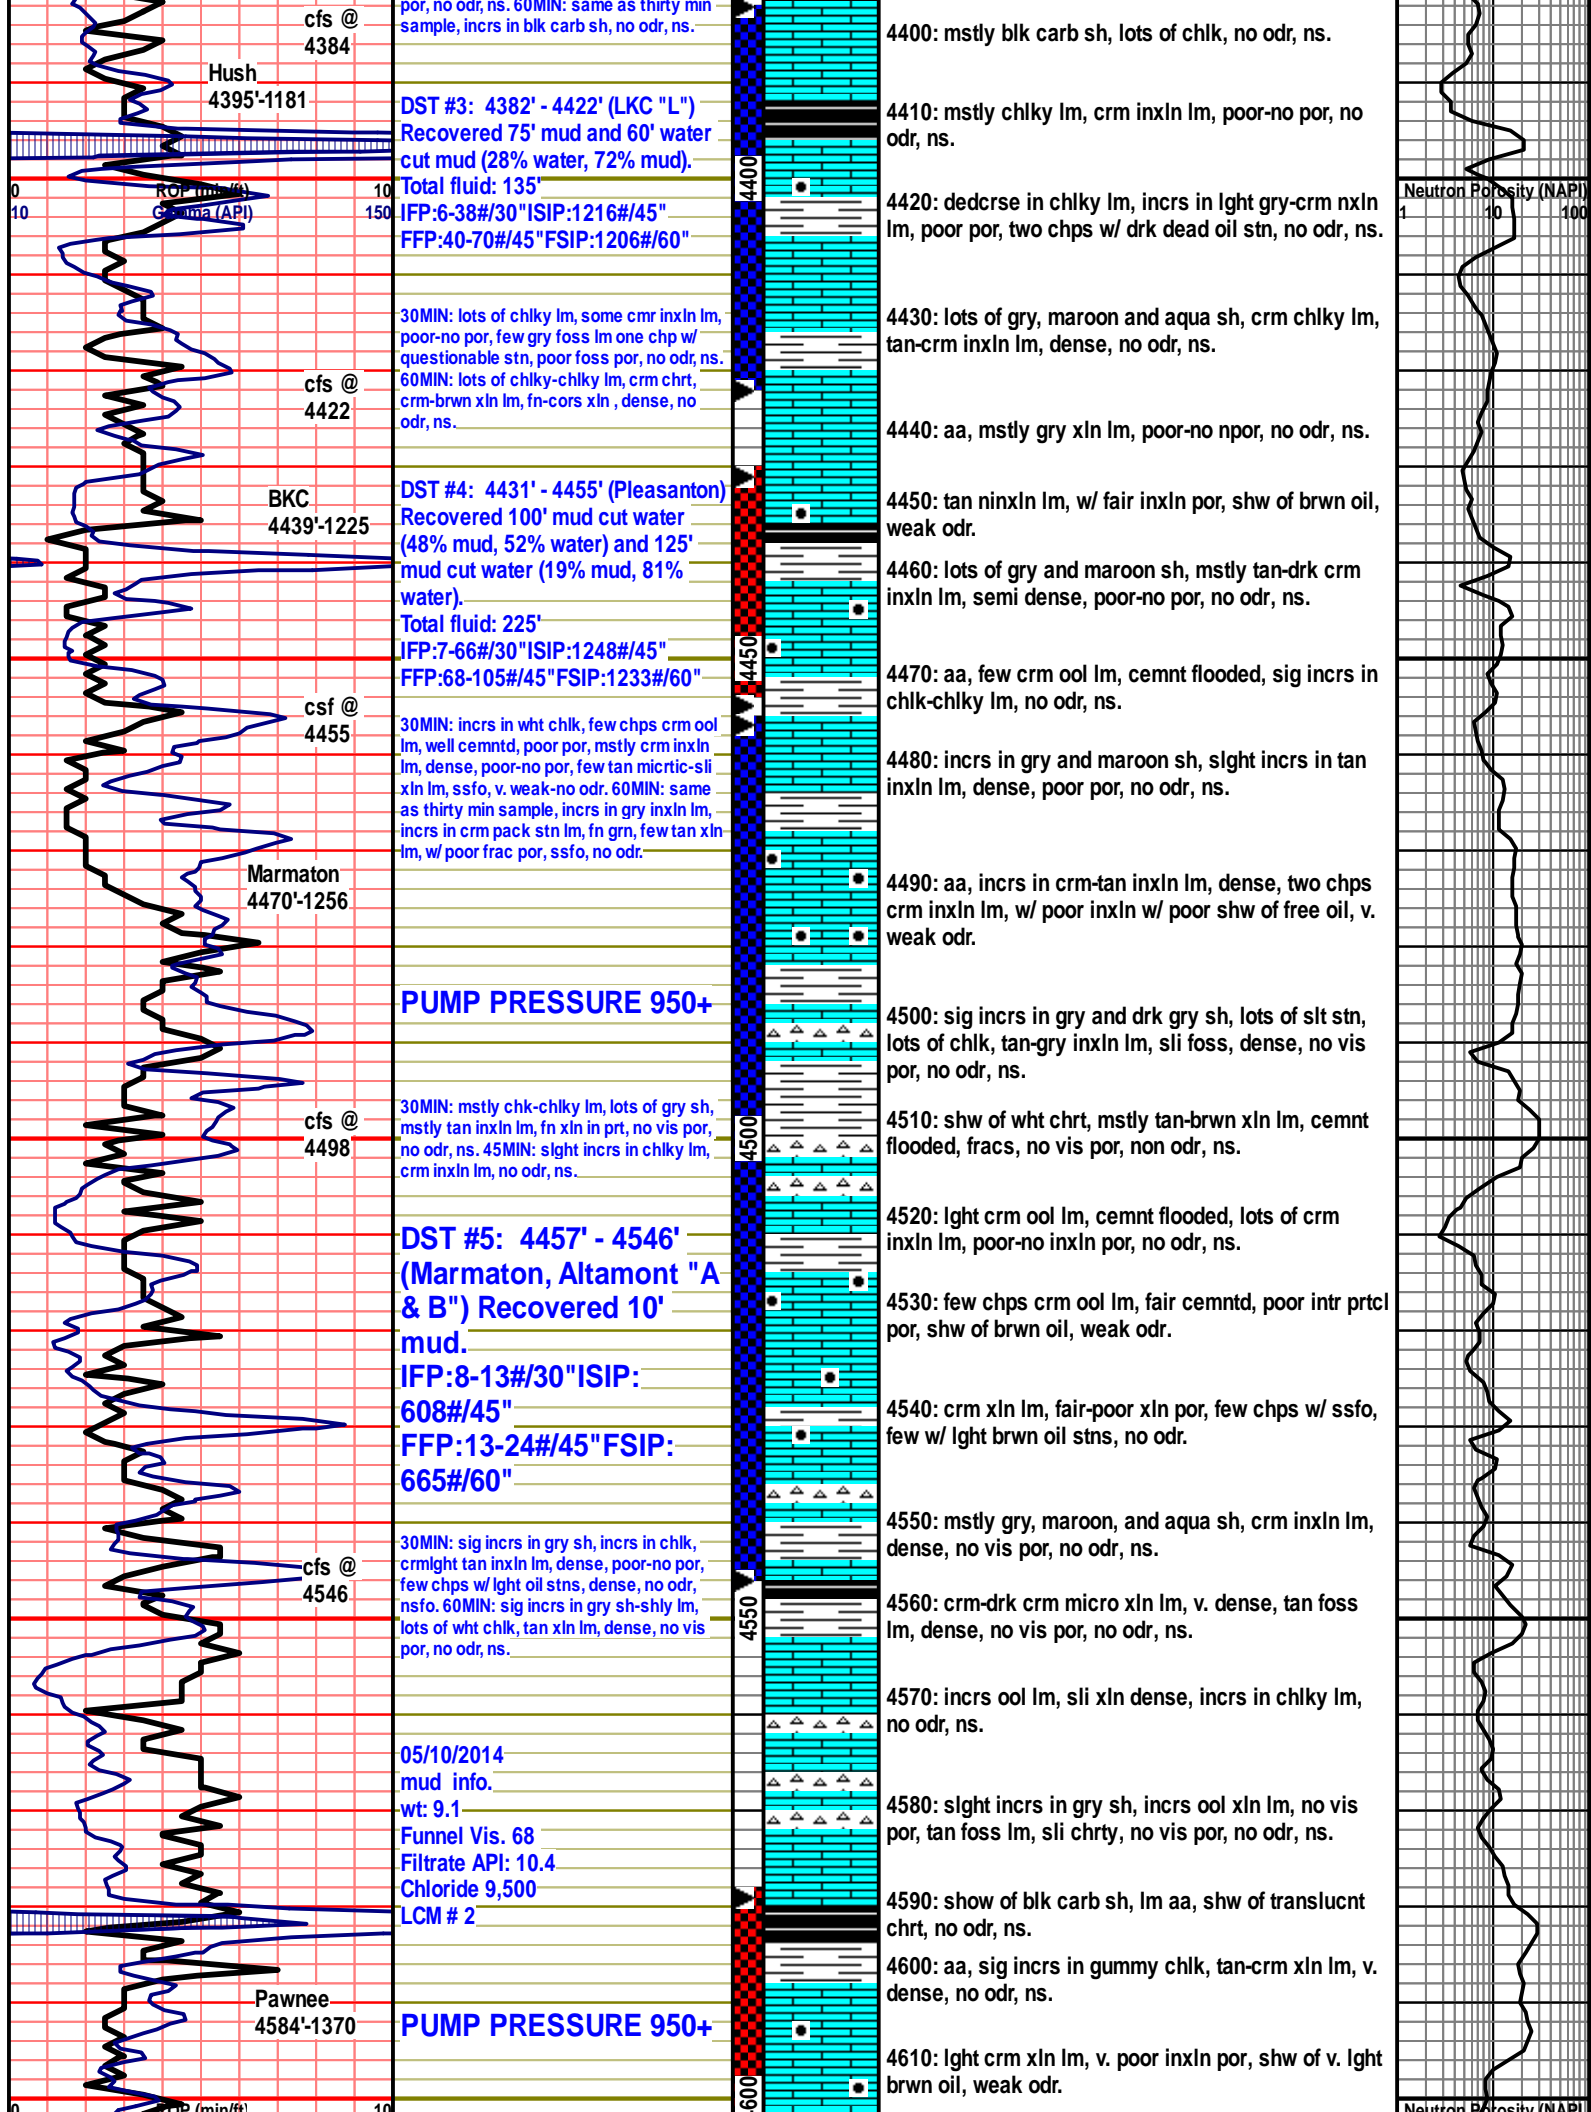 cfs @
4384
Hush
4395'-1181
0
ROP (min/ft)
10
10
Gamma (API)
150
cfs @
4422
BKC
4439'-1225
csf @
4455
Marmaton
4470'-1256
cfs @
4498
cfs @
4546
Pawnee
4584'-1370
0
ROP (min/ft)
10
por, no odr, ns. 60MIN: same as thirty min
sample, incrs in blk carb sh, no odr, ns.
DST #3:  4382' - 4422' (LKC "L")
Recovered 75' mud and 60' water
cut mud (28% water, 72% mud).
Total fluid: 135'
IFP:6-38#/30"ISIP:1216#/45"
FFP:40-70#/45"FSIP:1206#/60"
30MIN: lots of chlky lm, some cmr inxln lm,
poor-no por, few gry foss lm one chp w/
questionable stn, poor foss por, no odr, ns.
60MIN: lots of chlky-chlky lm, crm chrt,
crm-brwn xln lm, fn-cors xln , dense, no
odr, ns.
DST #4:  4431' - 4455' (Pleasanton)
Recovered 100' mud cut water
(48% mud, 52% water) and 125'
mud cut water (19% mud, 81%
water).
Total fluid: 225'
IFP:7-66#/30"ISIP:1248#/45"
FFP:68-105#/45"FSIP:1233#/60"
30MIN: incrs in wht chlk, few chps crm ool
lm, well cemntd, poor por, mstly crm inxln
lm, dense, poor-no por, few tan micrtic-sli
xln lm, ssfo, v. weak-no odr. 60MIN: same
as thirty min sample, incrs in gry inxln lm,
incrs in crm pack stn lm, fn grn, few tan xln
lm, w/ poor frac por, ssfo, no odr.
PUMP PRESSURE 950+
30MIN: mstly chk-chlky lm, lots of gry sh,
mstly tan inxln lm, fn xln in prt, no vis por,
no odr, ns. 45MIN: slght incrs in chlky lm,
crm inxln lm, no odr, ns.
DST #5:  4457' - 4546'
(Marmaton, Altamont "A
& B") Recovered 10'
mud.
IFP:8-13#/30"ISIP:
608#/45"
FFP:13-24#/45"FSIP:
665#/60"
30MIN: sig incrs in gry sh, incrs in chlk,
crmlght tan inxln lm, dense, poor-no por,
few chps w/ lght oil stns, dense, no odr,
nsfo. 60MIN: sig incrs in gry sh-shly lm,
lots of wht chlk, tan xln lm, dense, no vis
por, no odr, ns.
05/10/2014
mud  info.
wt: 9.1
Funnel Vis. 68
Filtrate API: 10.4
Chloride 9,500
LCM # 2
PUMP PRESSURE 950+
4400
4450
4500
4550
600
4400: mstly blk carb sh, lots of chlk, no odr, ns.
4410: mstly chlky lm, crm inxln lm, poor-no por, no
odr, ns.
4420: dedcrse in chlky lm, incrs in lght gry-crm nxln
lm, poor por, two chps w/ drk dead oil stn, no odr, ns.
4430: lots of gry, maroon and aqua sh, crm chlky lm,
tan-crm inxln lm, dense, no odr, ns.
4440: aa, mstly gry xln lm, poor-no npor, no odr, ns.
4450: tan ninxln lm, w/ fair inxln por, shw of brwn oil,
weak odr.
4460: lots of gry and maroon sh, mstly tan-drk crm
inxln lm, semi dense, poor-no por, no odr, ns.
4470: aa, few crm ool lm, cemnt flooded, sig incrs in
chlk-chlky lm, no odr, ns.
4480: incrs in gry and maroon sh, slght incrs in tan
inxln lm, dense, poor por, no odr, ns.
4490: aa, incrs in crm-tan inxln lm, dense, two chps
crm inxln lm, w/ poor inxln w/ poor shw of free oil, v.
weak odr.
4500: sig incrs in gry and drk gry sh, lots of slt stn,
lots of chlk, tan-gry inxln lm, sli foss, dense, no vis
por, no odr, ns.
4510: shw of wht chrt, mstly tan-brwn xln lm, cemnt
flooded, fracs, no vis por, non odr, ns.
4520: lght crm ool lm, cemnt flooded, lots of crm
inxln lm, poor-no inxln por, no odr, ns.
4530: few chps crm ool lm, fair cemntd, poor intr prtcl
por, shw of brwn oil, weak odr.
4540: crm xln lm, fair-poor xln por, few chps w/ ssfo,
few w/ lght brwn oil stns, no odr.
4550: mstly gry, maroon, and aqua sh, crm inxln lm,
dense, no vis por, no odr, ns.
4560: crm-drk crm micro xln lm, v. dense, tan foss
lm, dense, no vis por, no odr, ns.
4570: incrs ool lm, sli xln dense, incrs in chlky lm,
no odr, ns.
4580: slght incrs in gry sh, incrs ool xln lm, no vis
por, tan foss lm, sli chrty, no vis por, no odr, ns.
4590: show of blk carb sh, lm aa, shw of translucnt
chrt, no odr, ns.
4600: aa, sig incrs in gummy chlk, tan-crm xln lm, v.
dense, no odr, ns.
4610: lght crm xln lm, v. poor inxln por, shw of v. lght
brwn oil, weak odr.
Neutron Porosity (NAPI)
1
10
100
Neutron Porosity (NAPI)